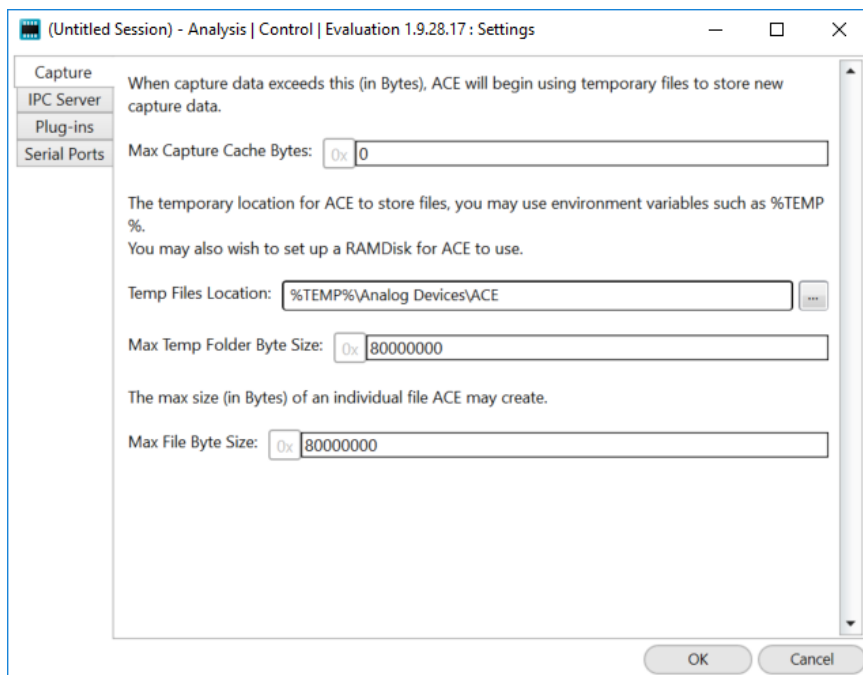 (Untitled Session) - Analysis | Control | Evaluation 1.9.28.17 : Settings
Capture
IPC Server
Plug-ins
Serial Ports
When capture data exceeds this (in Bytes), ACE will begin using temporary files to store new
capture data.
Max Capture Cache Bytes: 0x 0
The temporary location for ACE to store files, you may use environment variables such as %TEMP
%.
You may also wish to set up a RAMDisk for ACE to use.
Temp Files Location: %TEMP%\Analog Devices\ACE ...
Max Temp Folder Byte Size: 0x 80000000
The max size (in Bytes) of an individual file ACE may create.
Max File Byte Size: 0x 80000000
OK Cancel